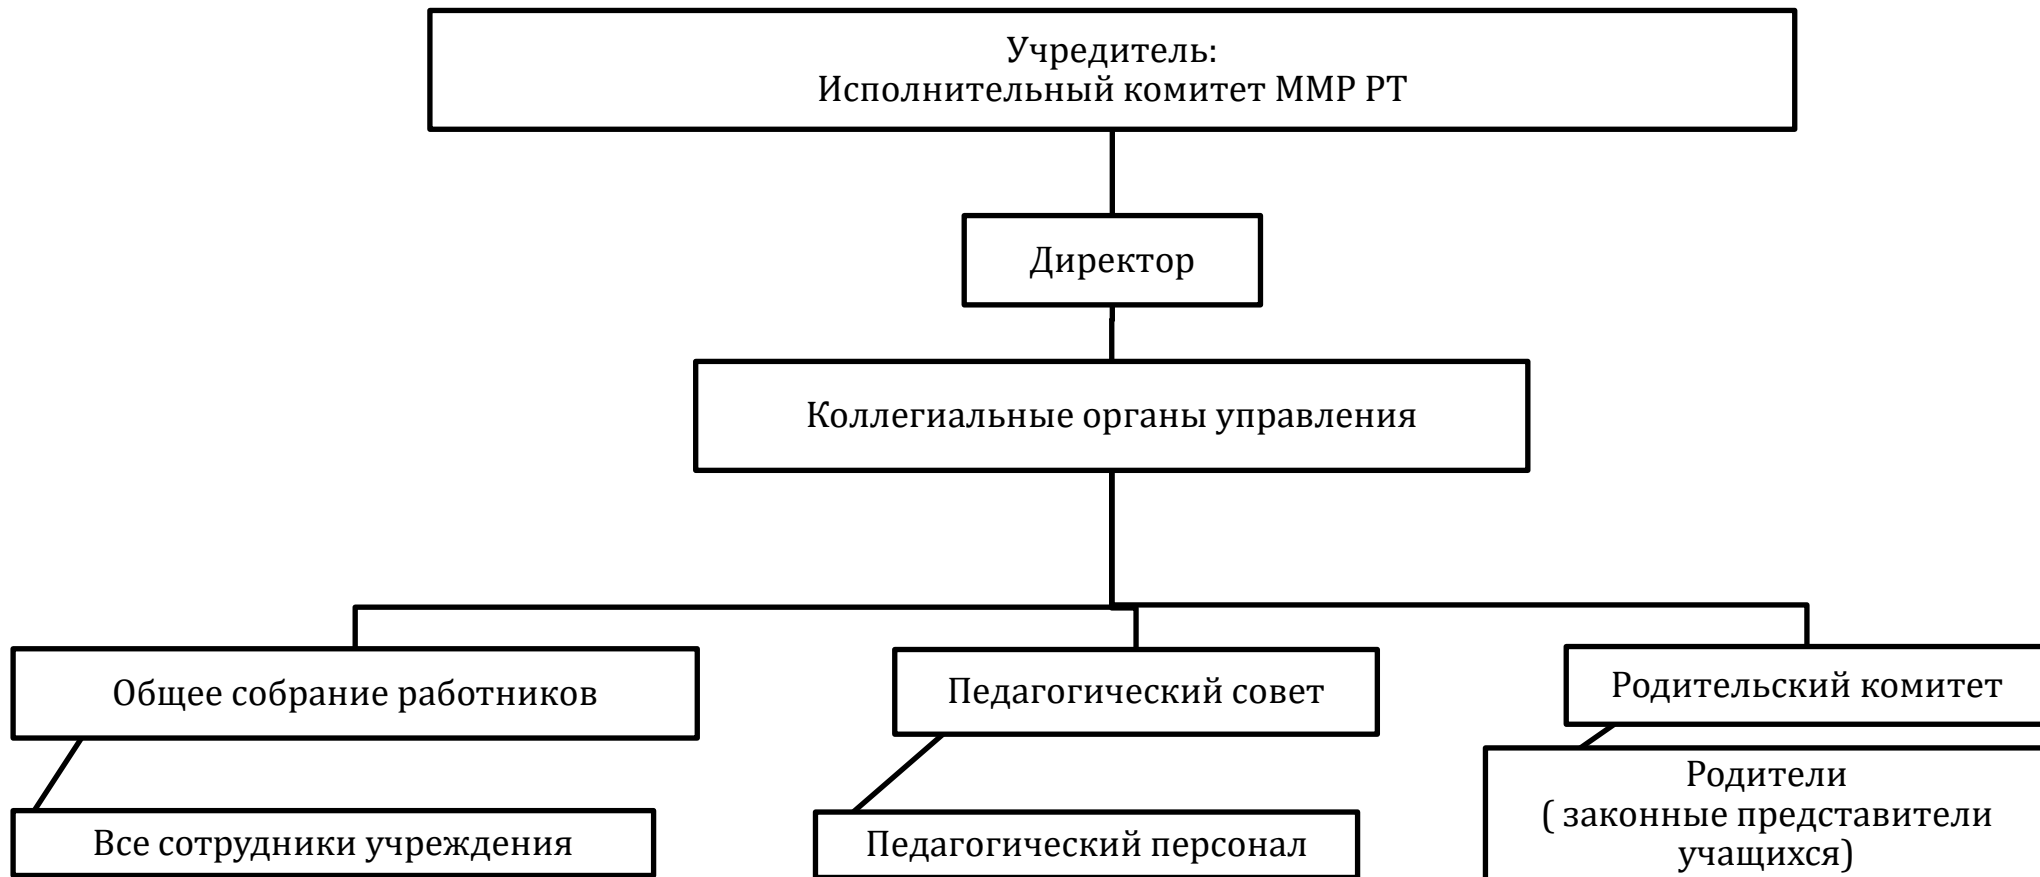 Учредитель:
Исполнительный комитет ММР РТ
Директор
Коллегиальные органы управления
Общее собрание работников
Педагогический совет
Родительский комитет
Все сотрудники учреждения
Педагогический персонал
Родители
( законные представители
учащихся)